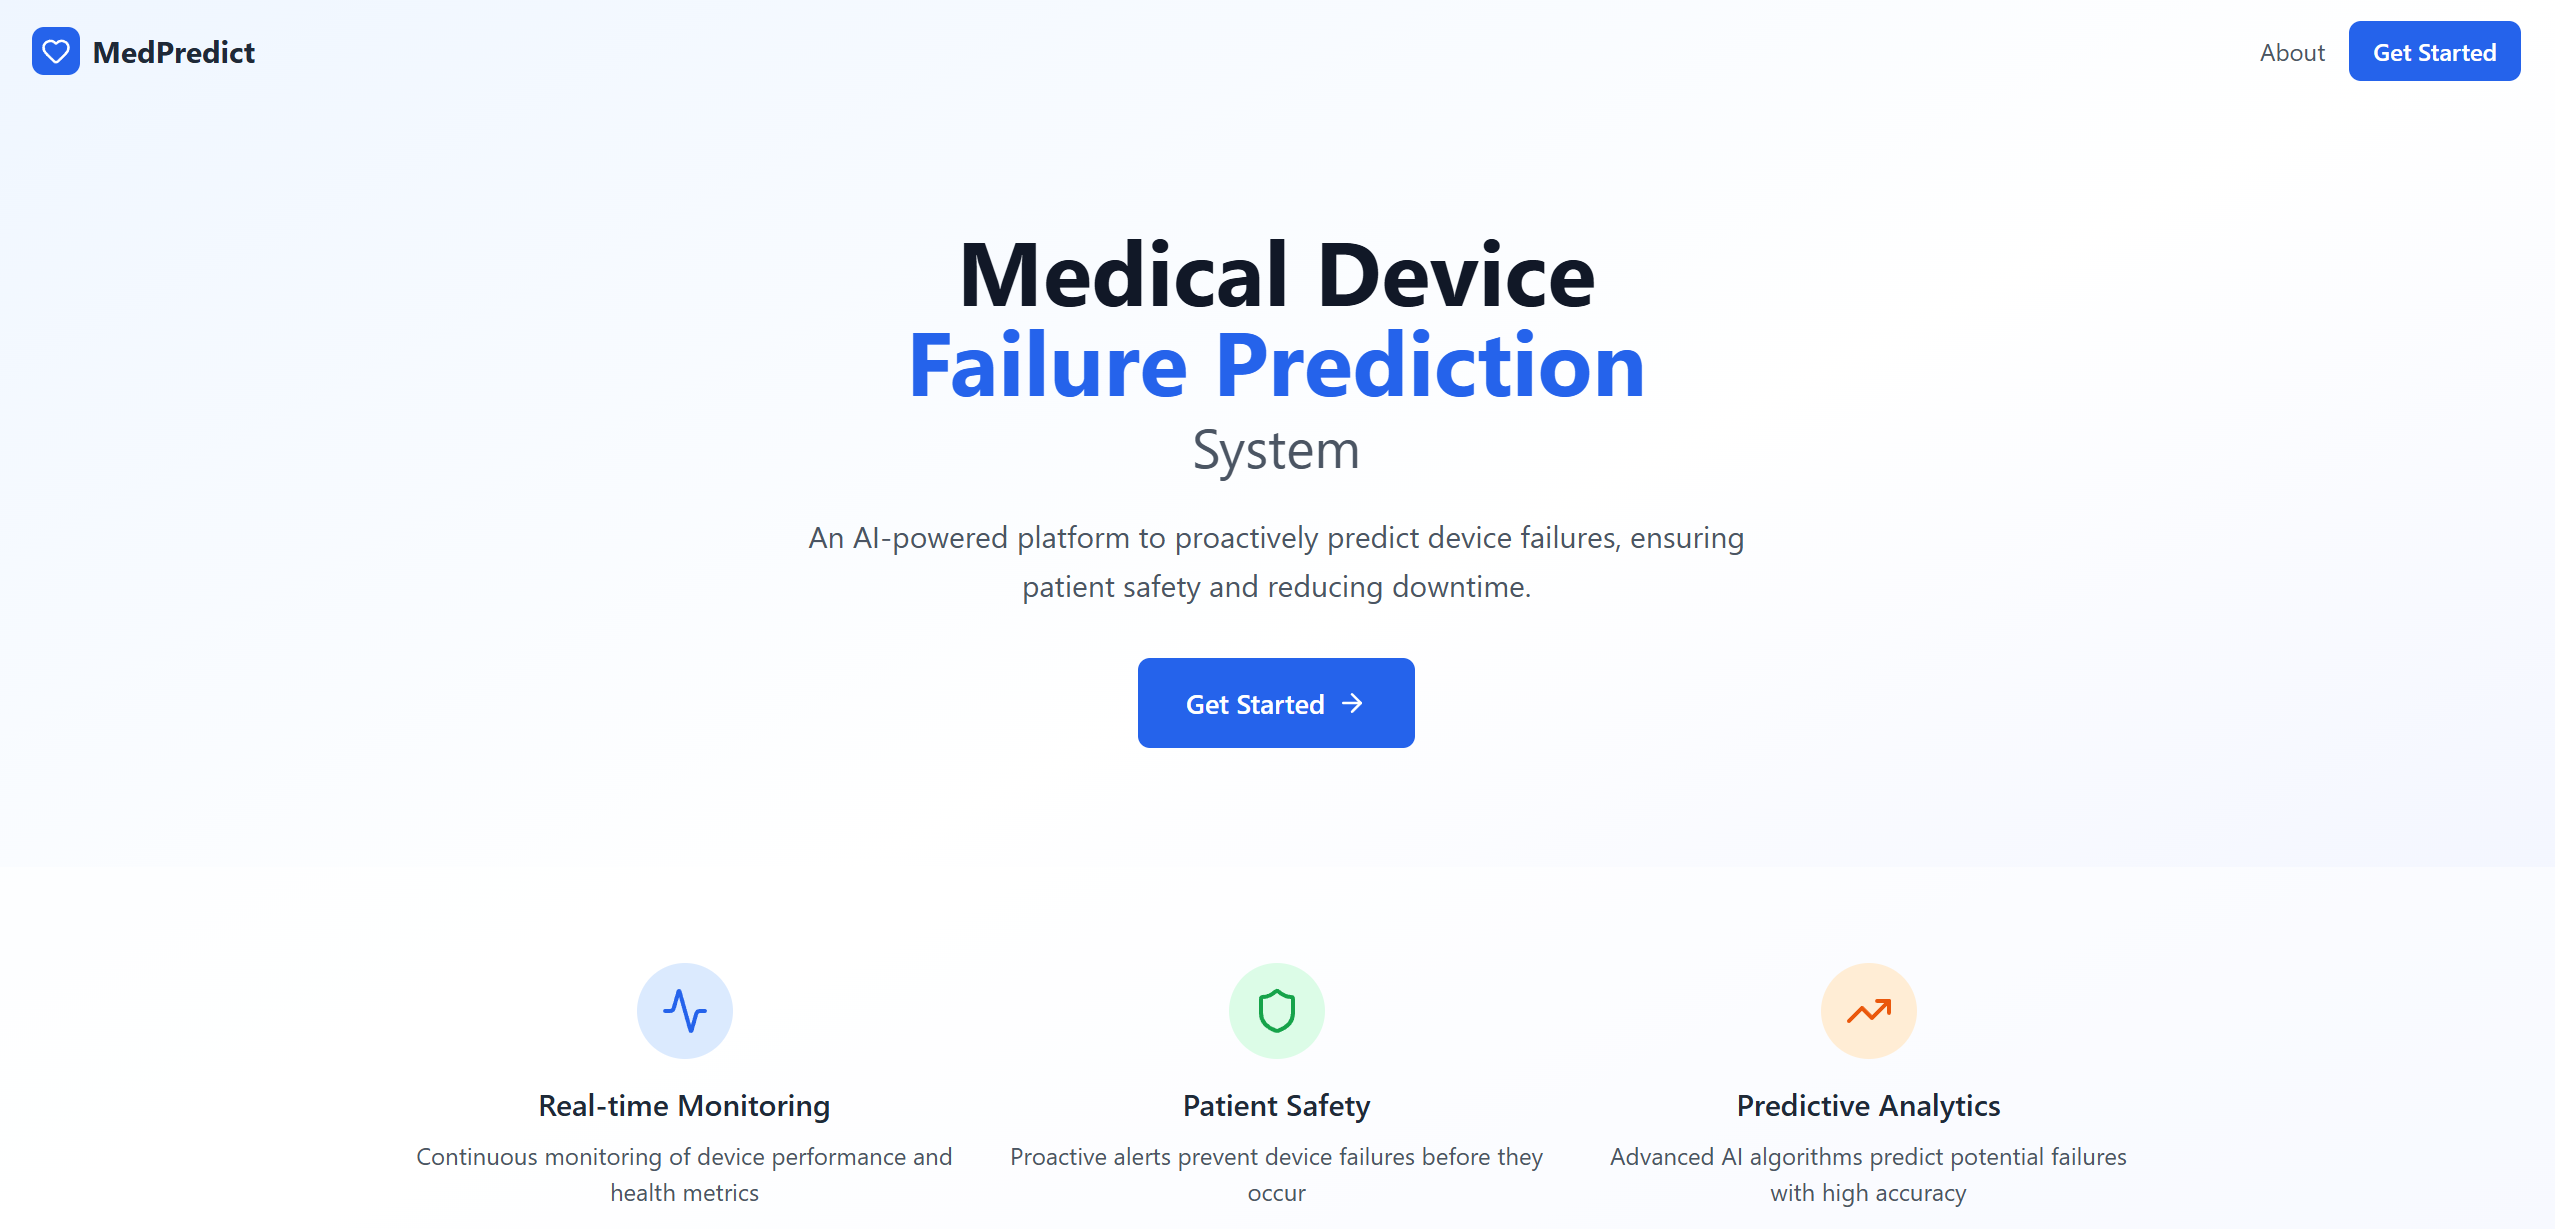 MedPredict
About
Get Started
Medical Device
Failure Prediction
System
An AI-powered platform to proactively predict device failures, ensuring
patient safety and reducing downtime.
Get Started
Real-time Monitoring
Continuous monitoring of device performance and
health metrics
Patient Safety
Proactive alerts prevent device failures before they
occur
Predictive Analytics
Advanced AI algorithms predict potential failures
with high accuracy